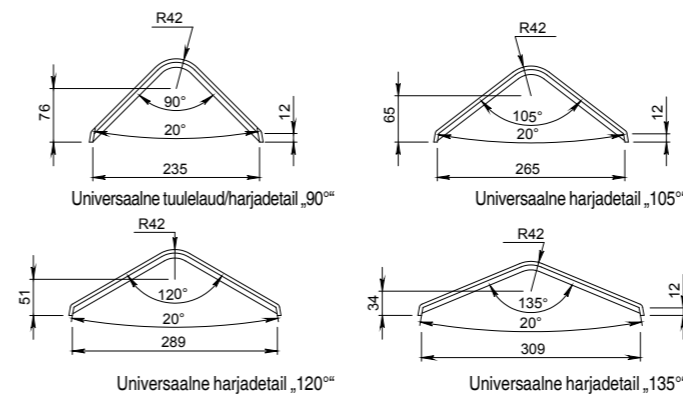 R42
76
90°
20°
12
235
Universaalne tuulelaud/harjadetail „90°“
R42
65
105°
20°
12
265
Universaalne harjadetail „105°“
R42
51
120°
20°
289
Universaalne harjadetail „120°“
R42
34
135°
20°
12
309
Universaalne harjadetail „135°“